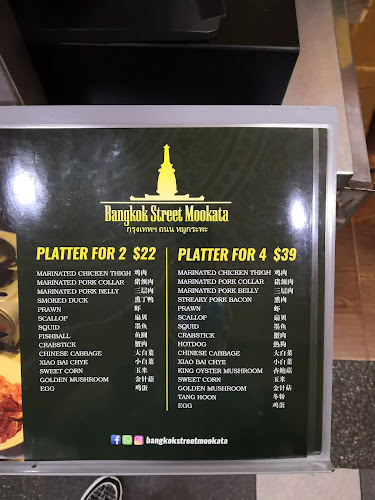 Bangkok Street Mookata
กรุงเทพฯ ถนน หมูกระทะ
PLATTER FOR 2 $22
MARINATED CHICKEN THIGH 鸡肉
MARINATED PORK COLLAR 猪颈肉
MARINATED PORK BELLY 三层肉
SMOKED DUCK 熏丁鸭
PRAWN 虾
SCALLOP 扇贝
SQUID 墨鱼
FISHBALL 鱼圆
CRABSTICK 蟹肉
CHINESE CABBAGE 大白菜
XIAO BAI CHYE 小白菜
SWEET CORN 玉米
GOLDEN MUSHROOM 金针菇
EGG 鸡蛋
PLATTER FOR 4 $39
MARINATED CHICKEN THIGH 鸡肉
MARINATED PORK COLLAR 猪颈肉
MARINATED PORK BELLY 三层肉
STREAKY PORK BACON 熏肉
PRAWN 虾
SCALLOP 扇贝
SQUID 墨鱼
CRABSTICK 蟹肉
HOTDOG 热狗
CHINESE CABBAGE 大白菜
XIAO BAI CHYE 小白菜
KING OYSTER MUSHROOM 杏鲍菇
SWEET CORN 玉米
GOLDEN MUSHROOM 金针菇
TANG HOON 冬粉
EGG 鸡蛋
bangkokstreetmookata